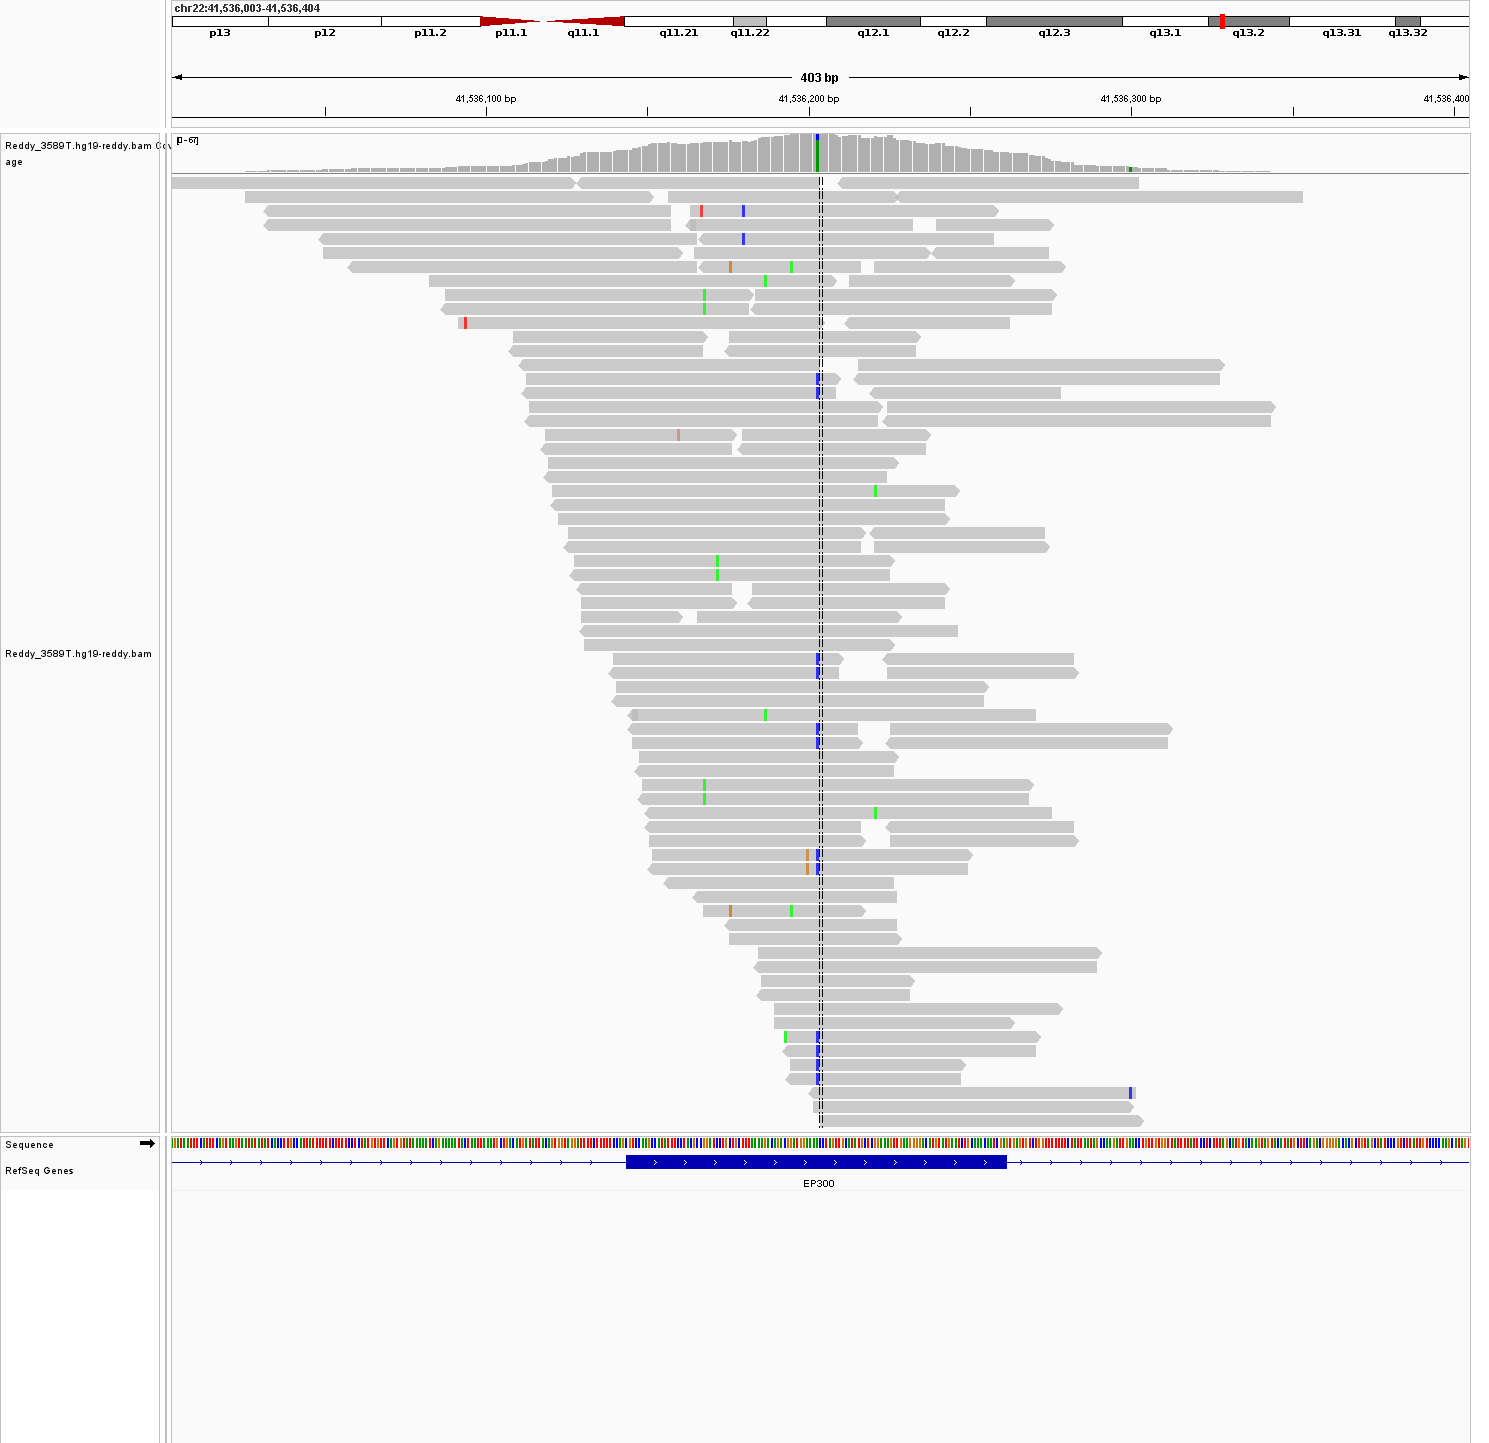 chr22:41,536,003-41,536,404
p13 p12 p11.2 p11.1 q11.1 q11.21 q11.22 q12.1 q12.2 q12.3 q13.1 q13.2 q13.31 q13.32
403 bp
41,536,100 bp 41,536,200 bp 41,536,300 bp 41,536,400
Reddy_3589T.hg19-reddy.bam Cov
age
[0 - 67]
Reddy_3589T.hg19-reddy.bam
Sequence
RefSeq Genes
EP300